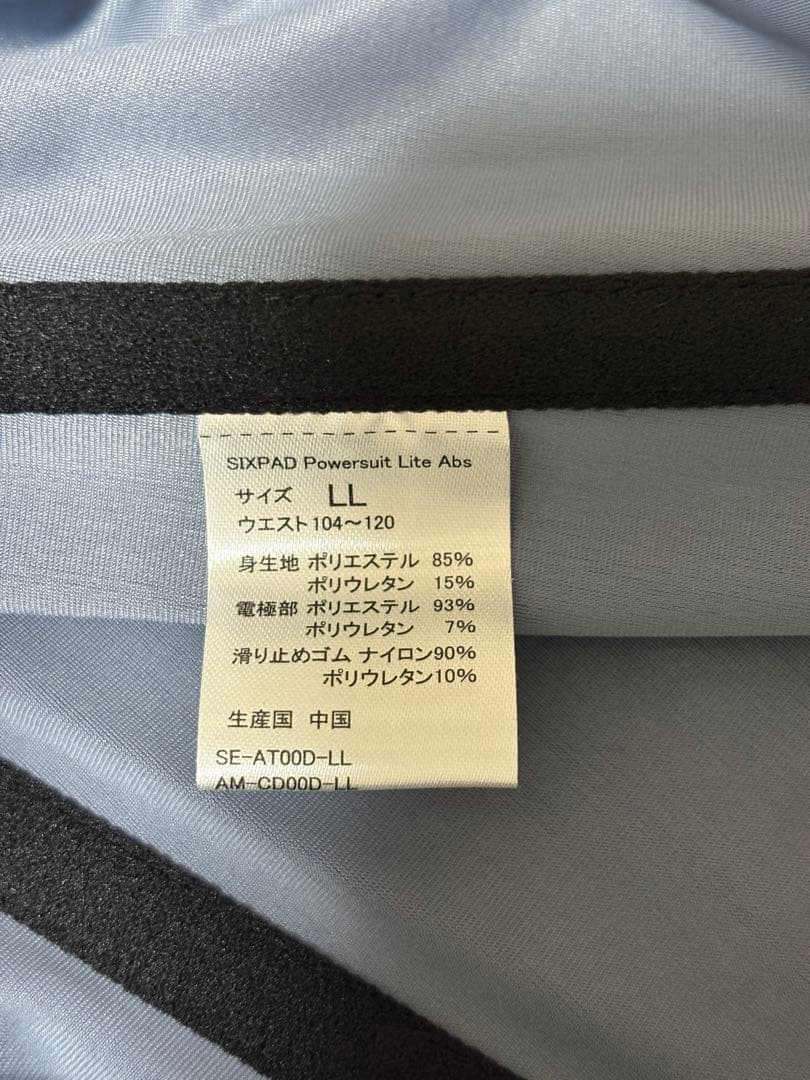 SIXPAD Powersuit Lite Abs
サイズ LL
ウエスト104～120
身生地 ポリエステル 85%
ポリウレタン 15%
電極部 ポリエステル 93%
ポリウレタン 7%
滑り止めゴム ナイロン90%
ポリウレタン10%
生産国 中国
SE-AT00D-LL
AM-CD00D-LL